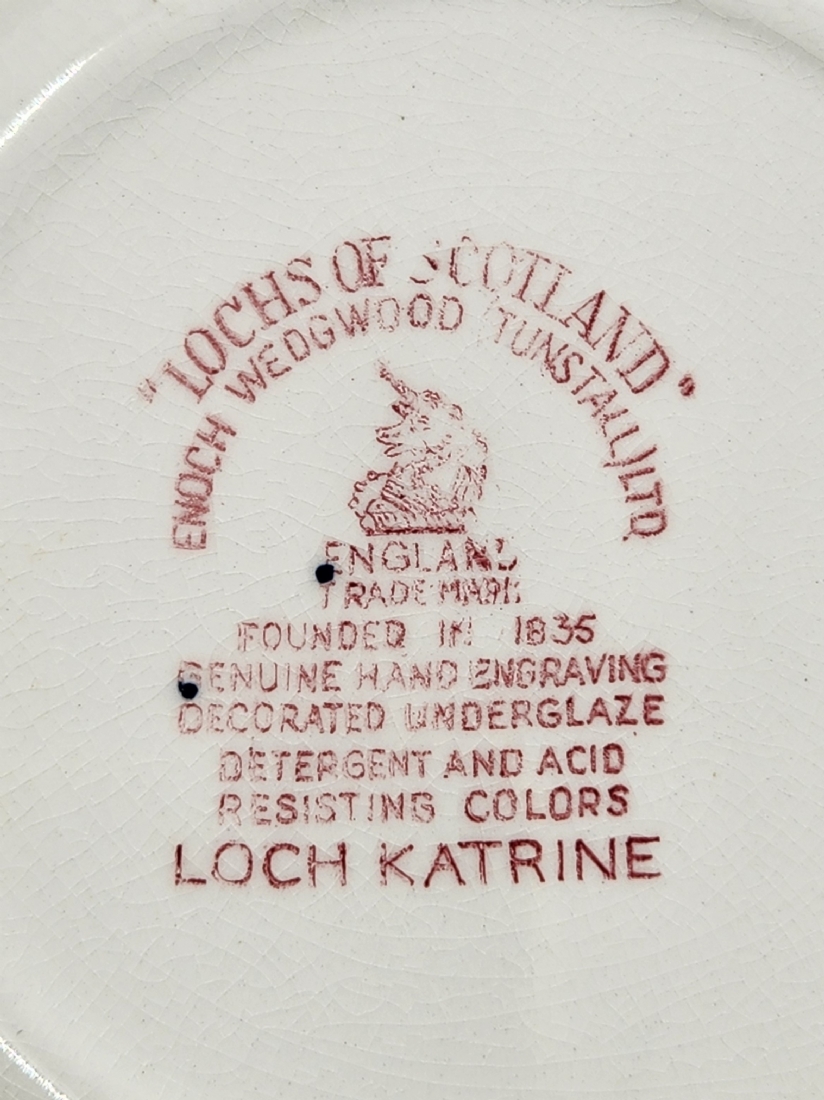 "LOCHS OF SCOTLAND"
ENOCH WEDGWOOD (TUNSTALL) LTD.
ENGLAND
TRADE MARK
FOUNDED IN 1835
GENUINE HAND ENGRAVING
DECORATED UNDERGLAZE
DETERGENT AND ACID
RESISTING COLORS
LOCH KATRINE